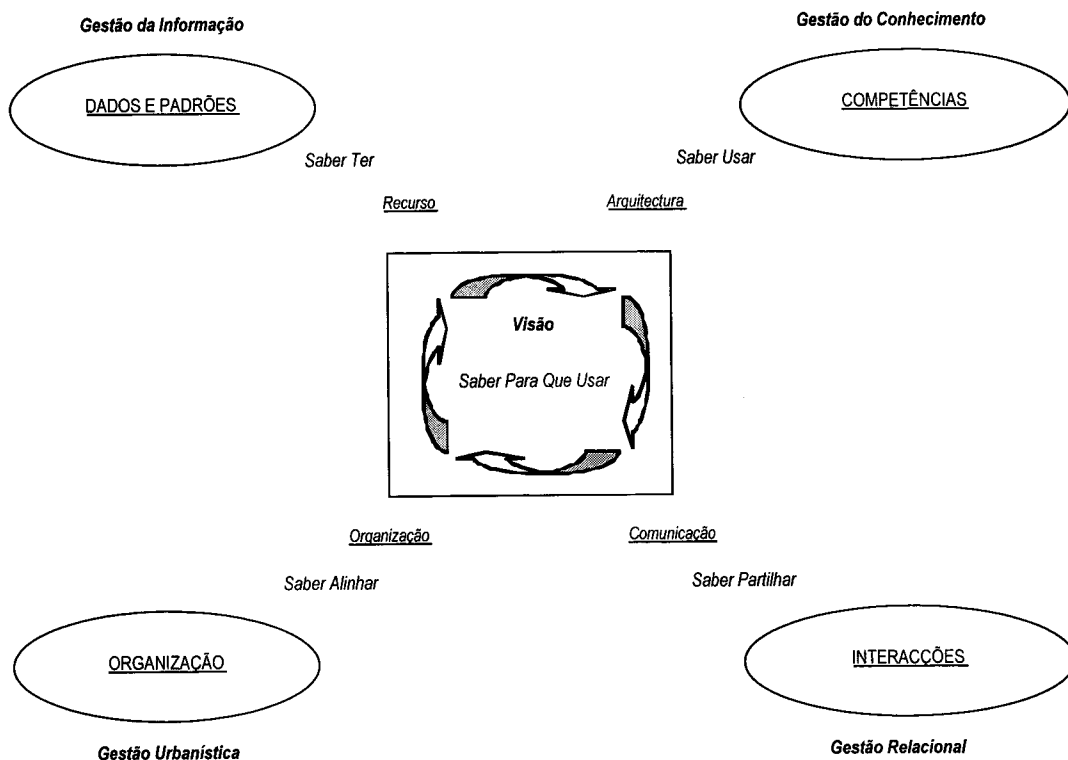 Gestão da Informação
Gestão do Conhecimento
DADOS E PADRÕES
COMPETÊNCIAS
Saber Ter
Saber Usar
Recurso
Arquitectura
Visão
Saber Para Que Usar
Organização
Comunicação
Saber Alinhar
Saber Partilhar
ORGANIZAÇÃO
INTERACÇÕES
Gestão Urbanística
Gestão Relacional